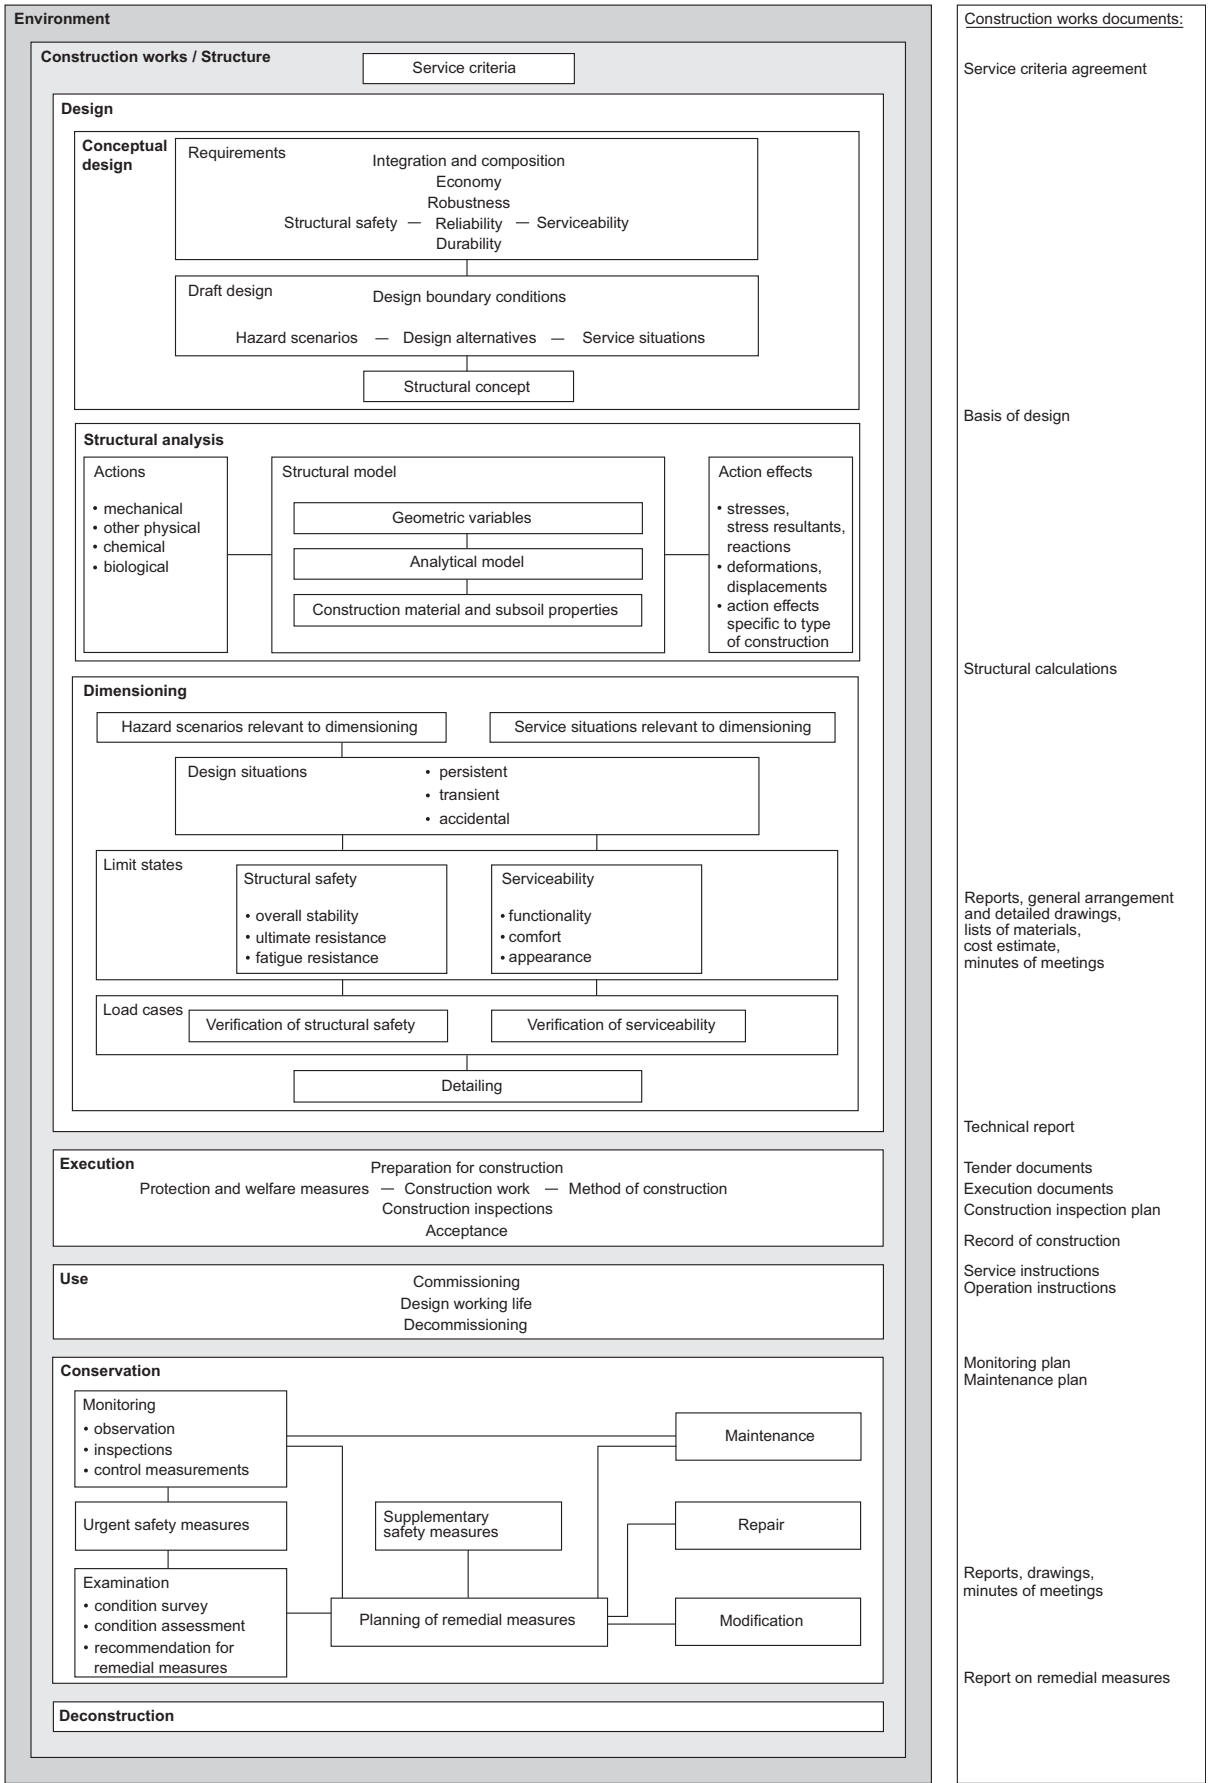 Environment
Construction works / Structure
Service criteria
Design
Conceptual
design
Requirements
Integration and composition
Economy
Robustness
Structural safety — Reliability — Serviceability
Durability
Draft design
Design boundary conditions
Hazard scenarios — Design alternatives — Service situations
Structural concept
Structural analysis
Actions
• mechanical
• other physical
• chemical
• biological
Structural model
Geometric variables
Analytical model
Construction material and subsoil properties
Action effects
• stresses,
stress resultants,
reactions
• deformations,
displacements
• action effects
specific to type
of construction
Dimensioning
Hazard scenarios relevant to dimensioning
Service situations relevant to dimensioning
Design situations
• persistent
• transient
• accidental
Limit states
Structural safety
• overall stability
• ultimate resistance
• fatigue resistance
Serviceability
• functionality
• comfort
• appearance
Load cases
Verification of structural safety
Verification of serviceability
Detailing
Execution
Preparation for construction
Protection and welfare measures — Construction work — Method of construction
Construction inspections
Acceptance
Use
Commissioning
Design working life
Decommissioning
Conservation
Monitoring
• observation
• inspections
• control measurements
Maintenance
Urgent safety measures
Supplementary
safety measures
Repair
Examination
• condition survey
• condition assessment
• recommendation for
remedial measures
Planning of remedial measures
Modification
Deconstruction
Construction works documents:
Service criteria agreement
Basis of design
Structural calculations
Reports, general arrangement
and detailed drawings,
lists of materials,
cost estimate,
minutes of meetings
Technical report
Tender documents
Execution documents
Construction inspection plan
Record of construction
Service instructions
Operation instructions
Monitoring plan
Maintenance plan
Reports, drawings,
minutes of meetings
Report on remedial measures